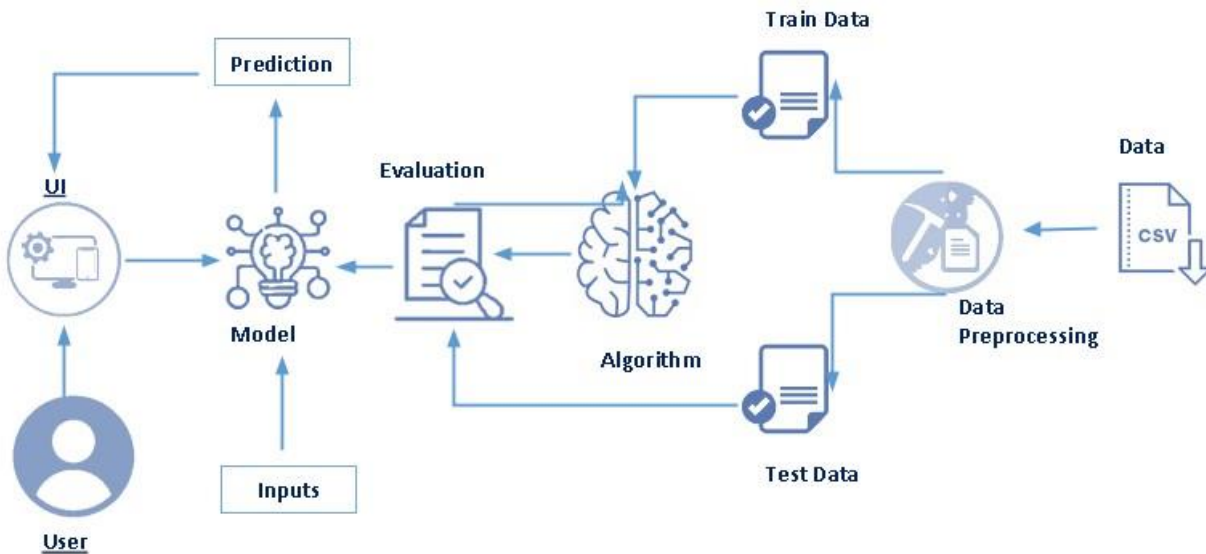 Train Data
Prediction
Data
Evaluation
UI
CSV
Model
Data
Preprocessing
Algorithm
Test Data
Inputs
User